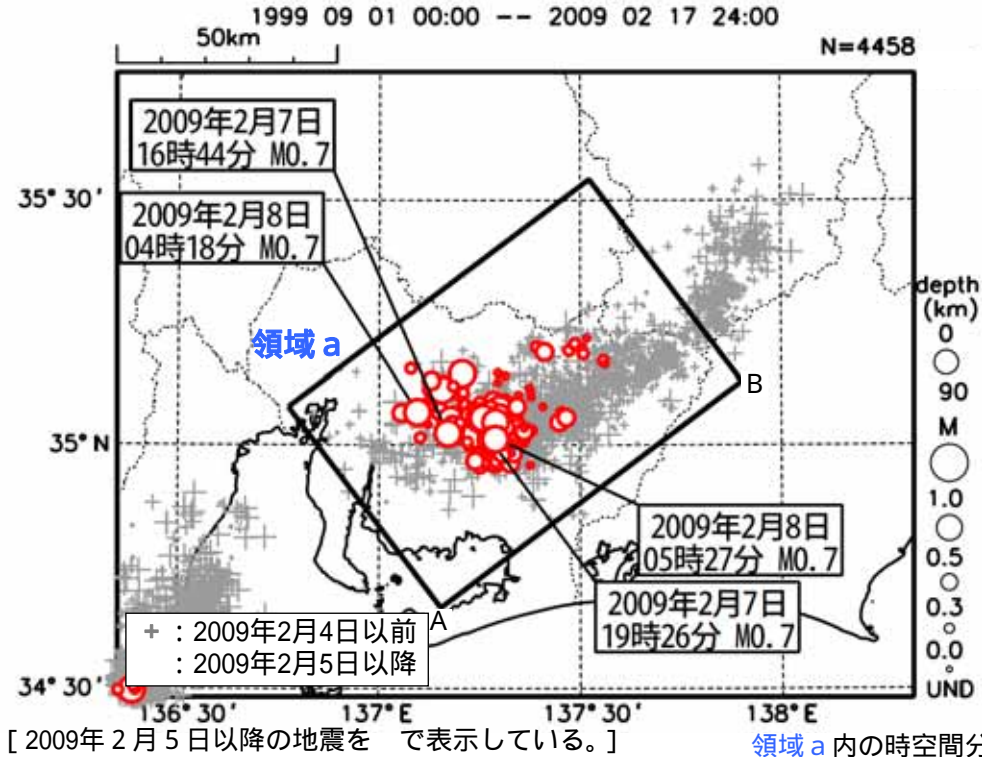 1999 09 01 00:00 -- 2009 02 17 24:00
50km
N=4458
2009年2月7日
16時44分 M0.7
35°30′
2009年2月8日
04時18分 M0.7
depth
(km)
0
90
領域a
B
M
35°N
1.0
2009年2月8日
05時27分 M0.7
0.5
2009年2月7日
19時26分 M0.7
0.3
A
+ : 2009年2月4日以前
: 2009年2月5日以降
0.0
34°30′
UND
136°30′
137°E
137°30′
138°E
[ 2009年2月5日以降の地震を　で表示している。]
領域a内の時空間分